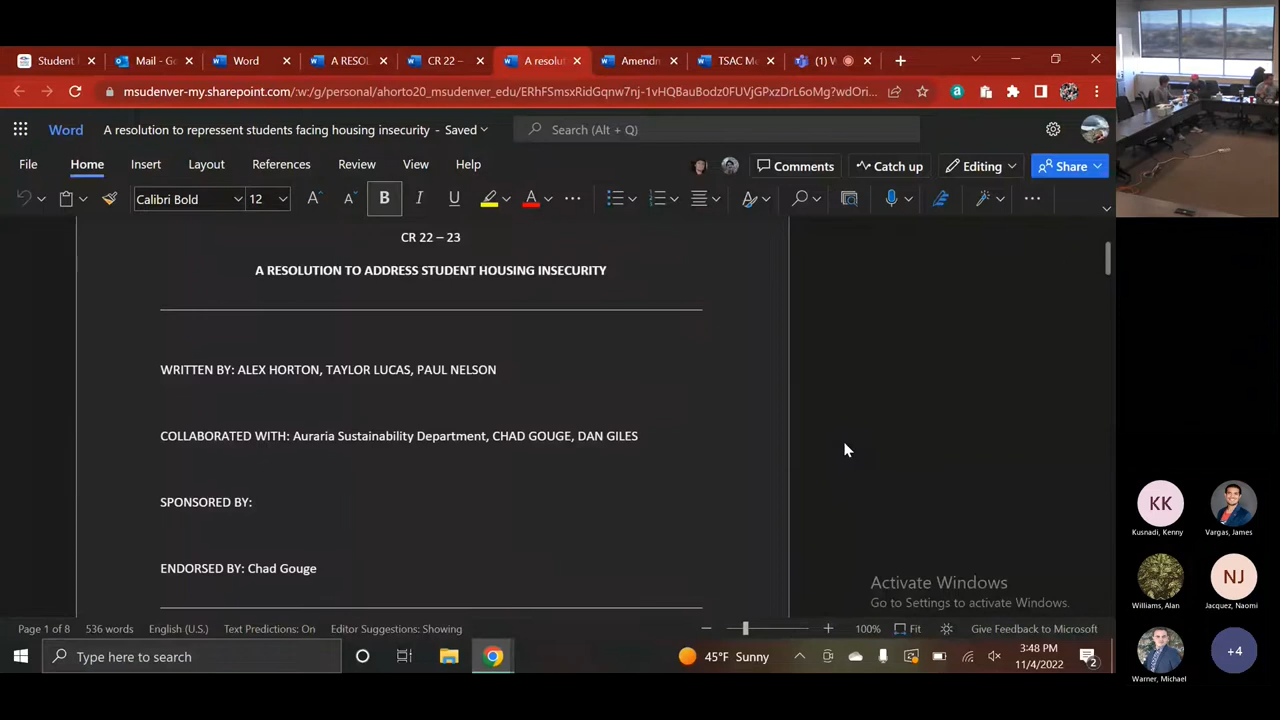 Student
Mail - Ge
Word
A RESOL
CR 22 –
A resolut
Amendm
TSAC Me
(1) W
msudenver-my.sharepoint.com/:w:/g/personal/ahorto20_msudenver_edu/ERhFSmsxRidGqnw7nj-1vHQBauBodz0FUVjGPxzDrL6oMg?wdOri...
Word
A resolution to repressent students facing housing insecurity - Saved
Search (Alt + Q)
File
Home
Insert
Layout
References
Review
View
Help
Comments
Catch up
Editing
Share
Calibri Bold
12
CR 22 – 23
A RESOLUTION TO ADDRESS STUDENT HOUSING INSECURITY
WRITTEN BY: ALEX HORTON, TAYLOR LUCAS, PAUL NELSON
COLLABORATED WITH: Auraria Sustainability Department, CHAD GOUGE, DAN GILES
SPONSORED BY:
ENDORSED BY: Chad Gouge
Activate Windows
Go to Settings to activate Windows.
Page 1 of 8
536 words
English (U.S.)
Text Predictions: On
Editor Suggestions: Showing
100%
Fit
Give Feedback to Microsoft
Type here to search
45°F Sunny
3:48 PM
11/4/2022
2
KK
Kusnadi, Kenny
Vargas, James
Williams, Alan
NJ
Jacquez, Naomi
Warner, Michael
+4